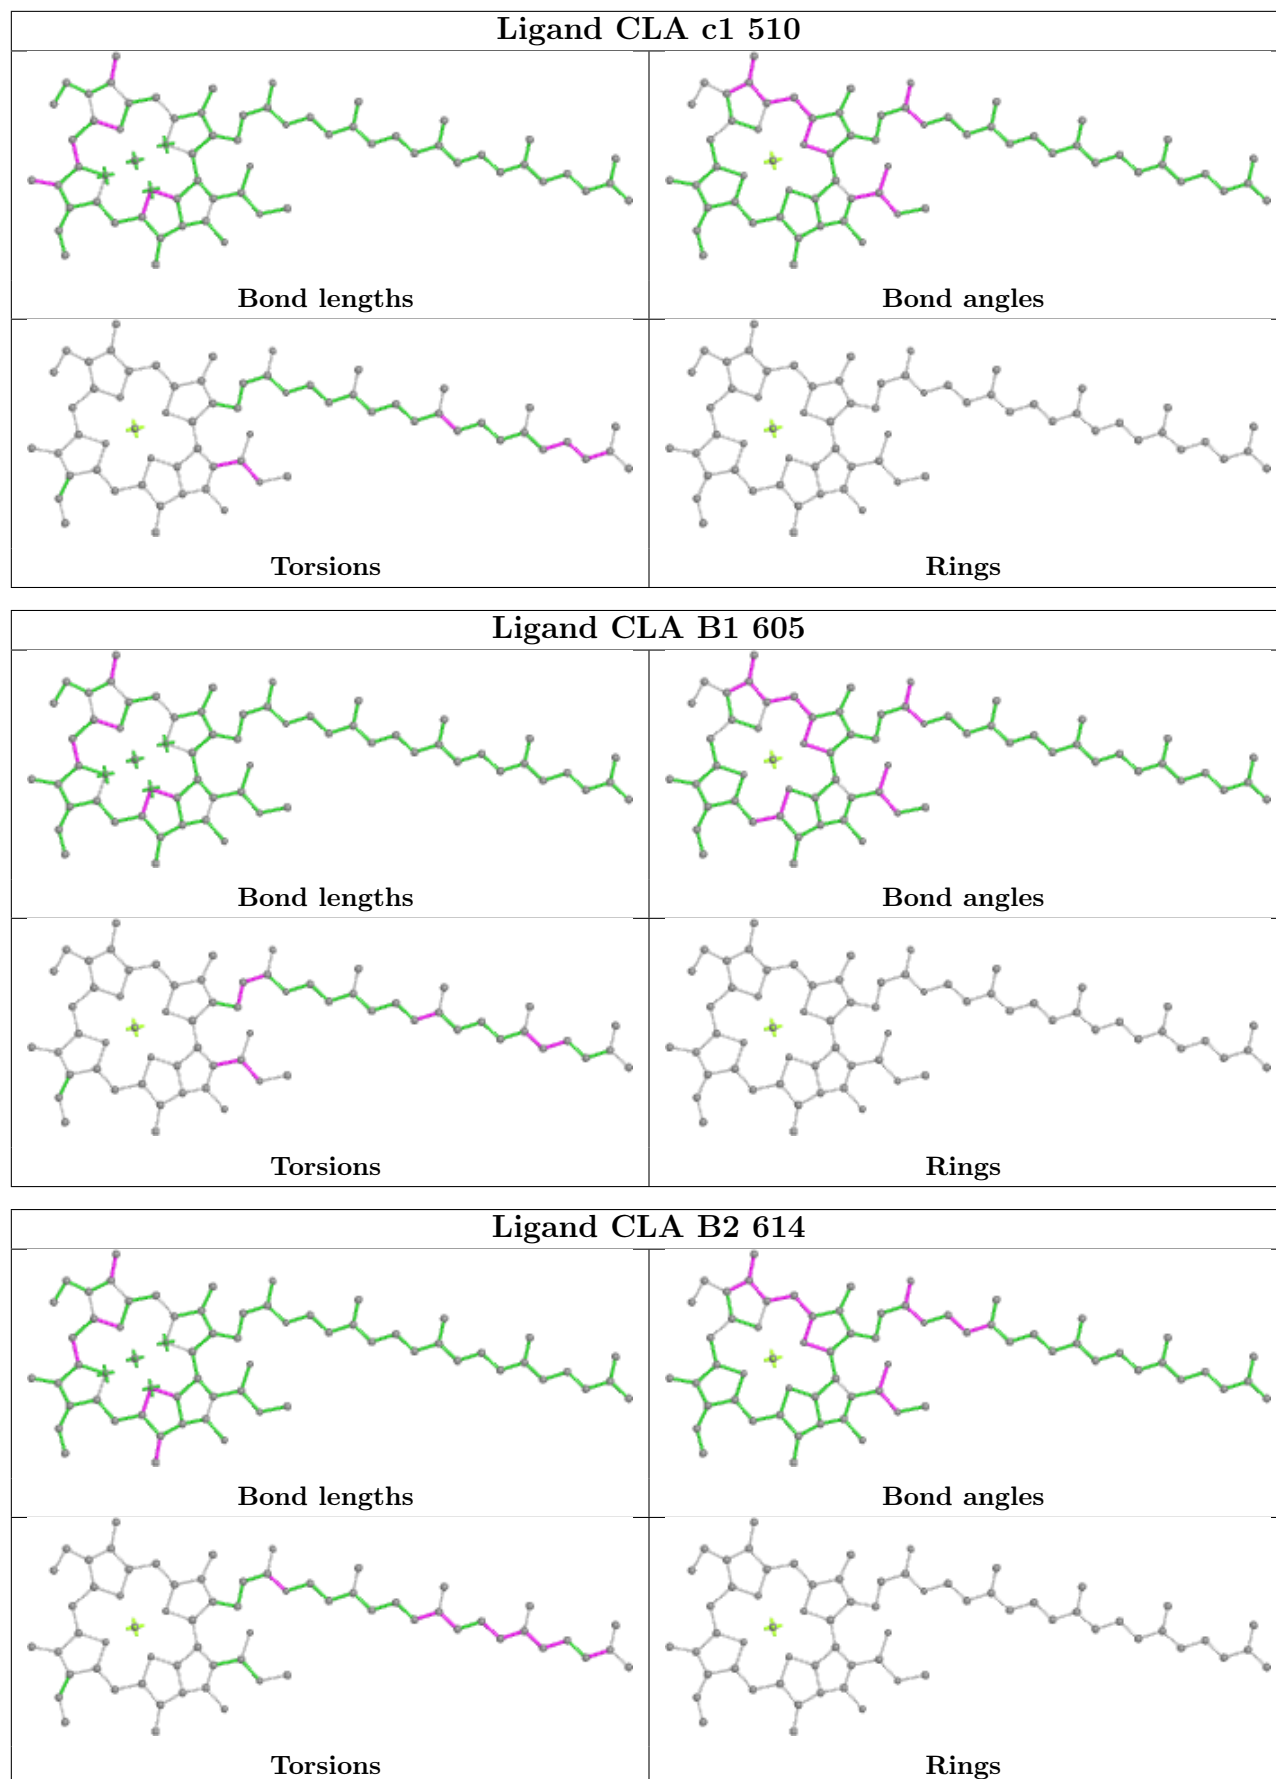 Ligand CLA c1 510
Bond lengths
Bond angles
Torsions
Rings
Ligand CLA B1 605
Bond lengths
Bond angles
Torsions
Rings
Ligand CLA B2 614
Bond lengths
Bond angles
Torsions
Rings